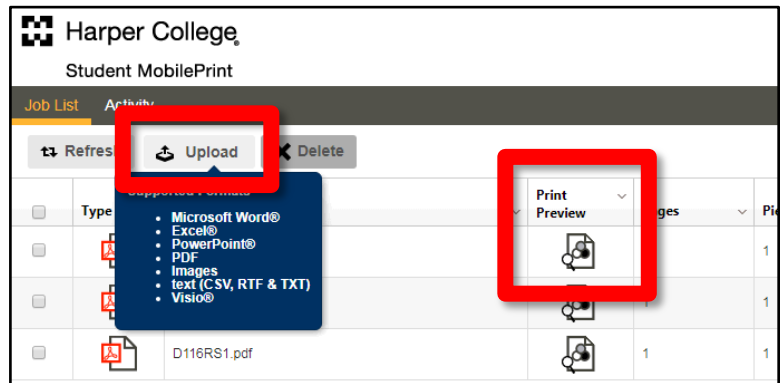 Harper College
Student MobilePrint
Job List Activity
Refresh Upload Delete
Supported Formats
Type Print Preview
• Microsoft Word®
• Excel®
• PowerPoint®
• PDF
• Images
• text (CSV, RTF & TXT)
• Visio®
1
D116RS1.pdf 1 1